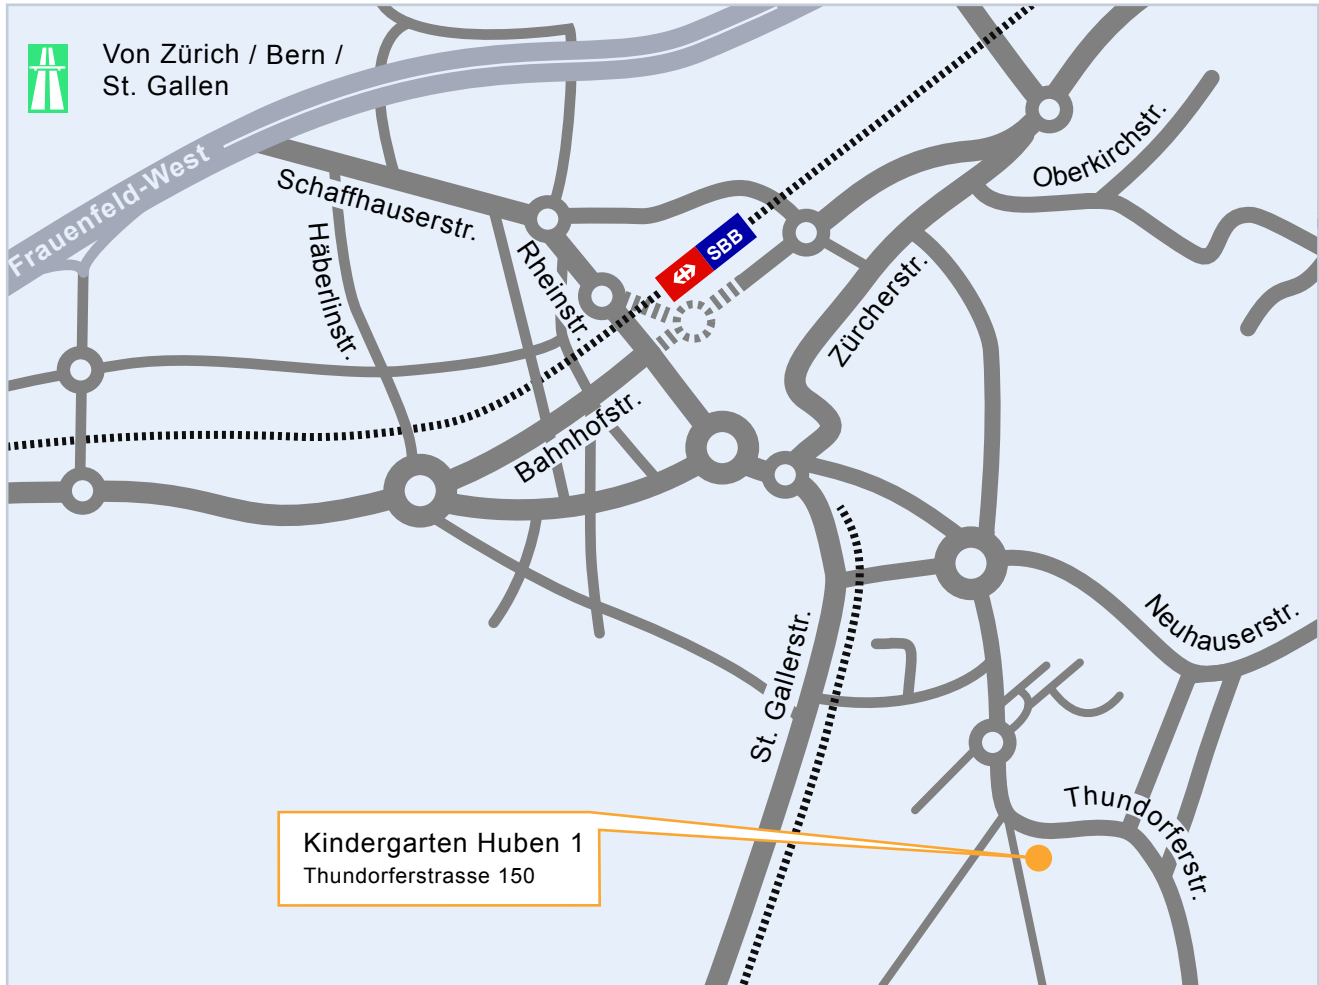 Von Zürich / Bern /
St. Gallen
Frauenfeld-West
Schaffhauserstr.
Oberkirchstr.
Häberlinstr.
Rheinstr.
SBB
Zürcherstr.
Bahnhofstr.
Neuhauserstr.
St. Gallerstr.
Thundorferstr.
Kindergarten Huben 1
Thundorferstrasse 150